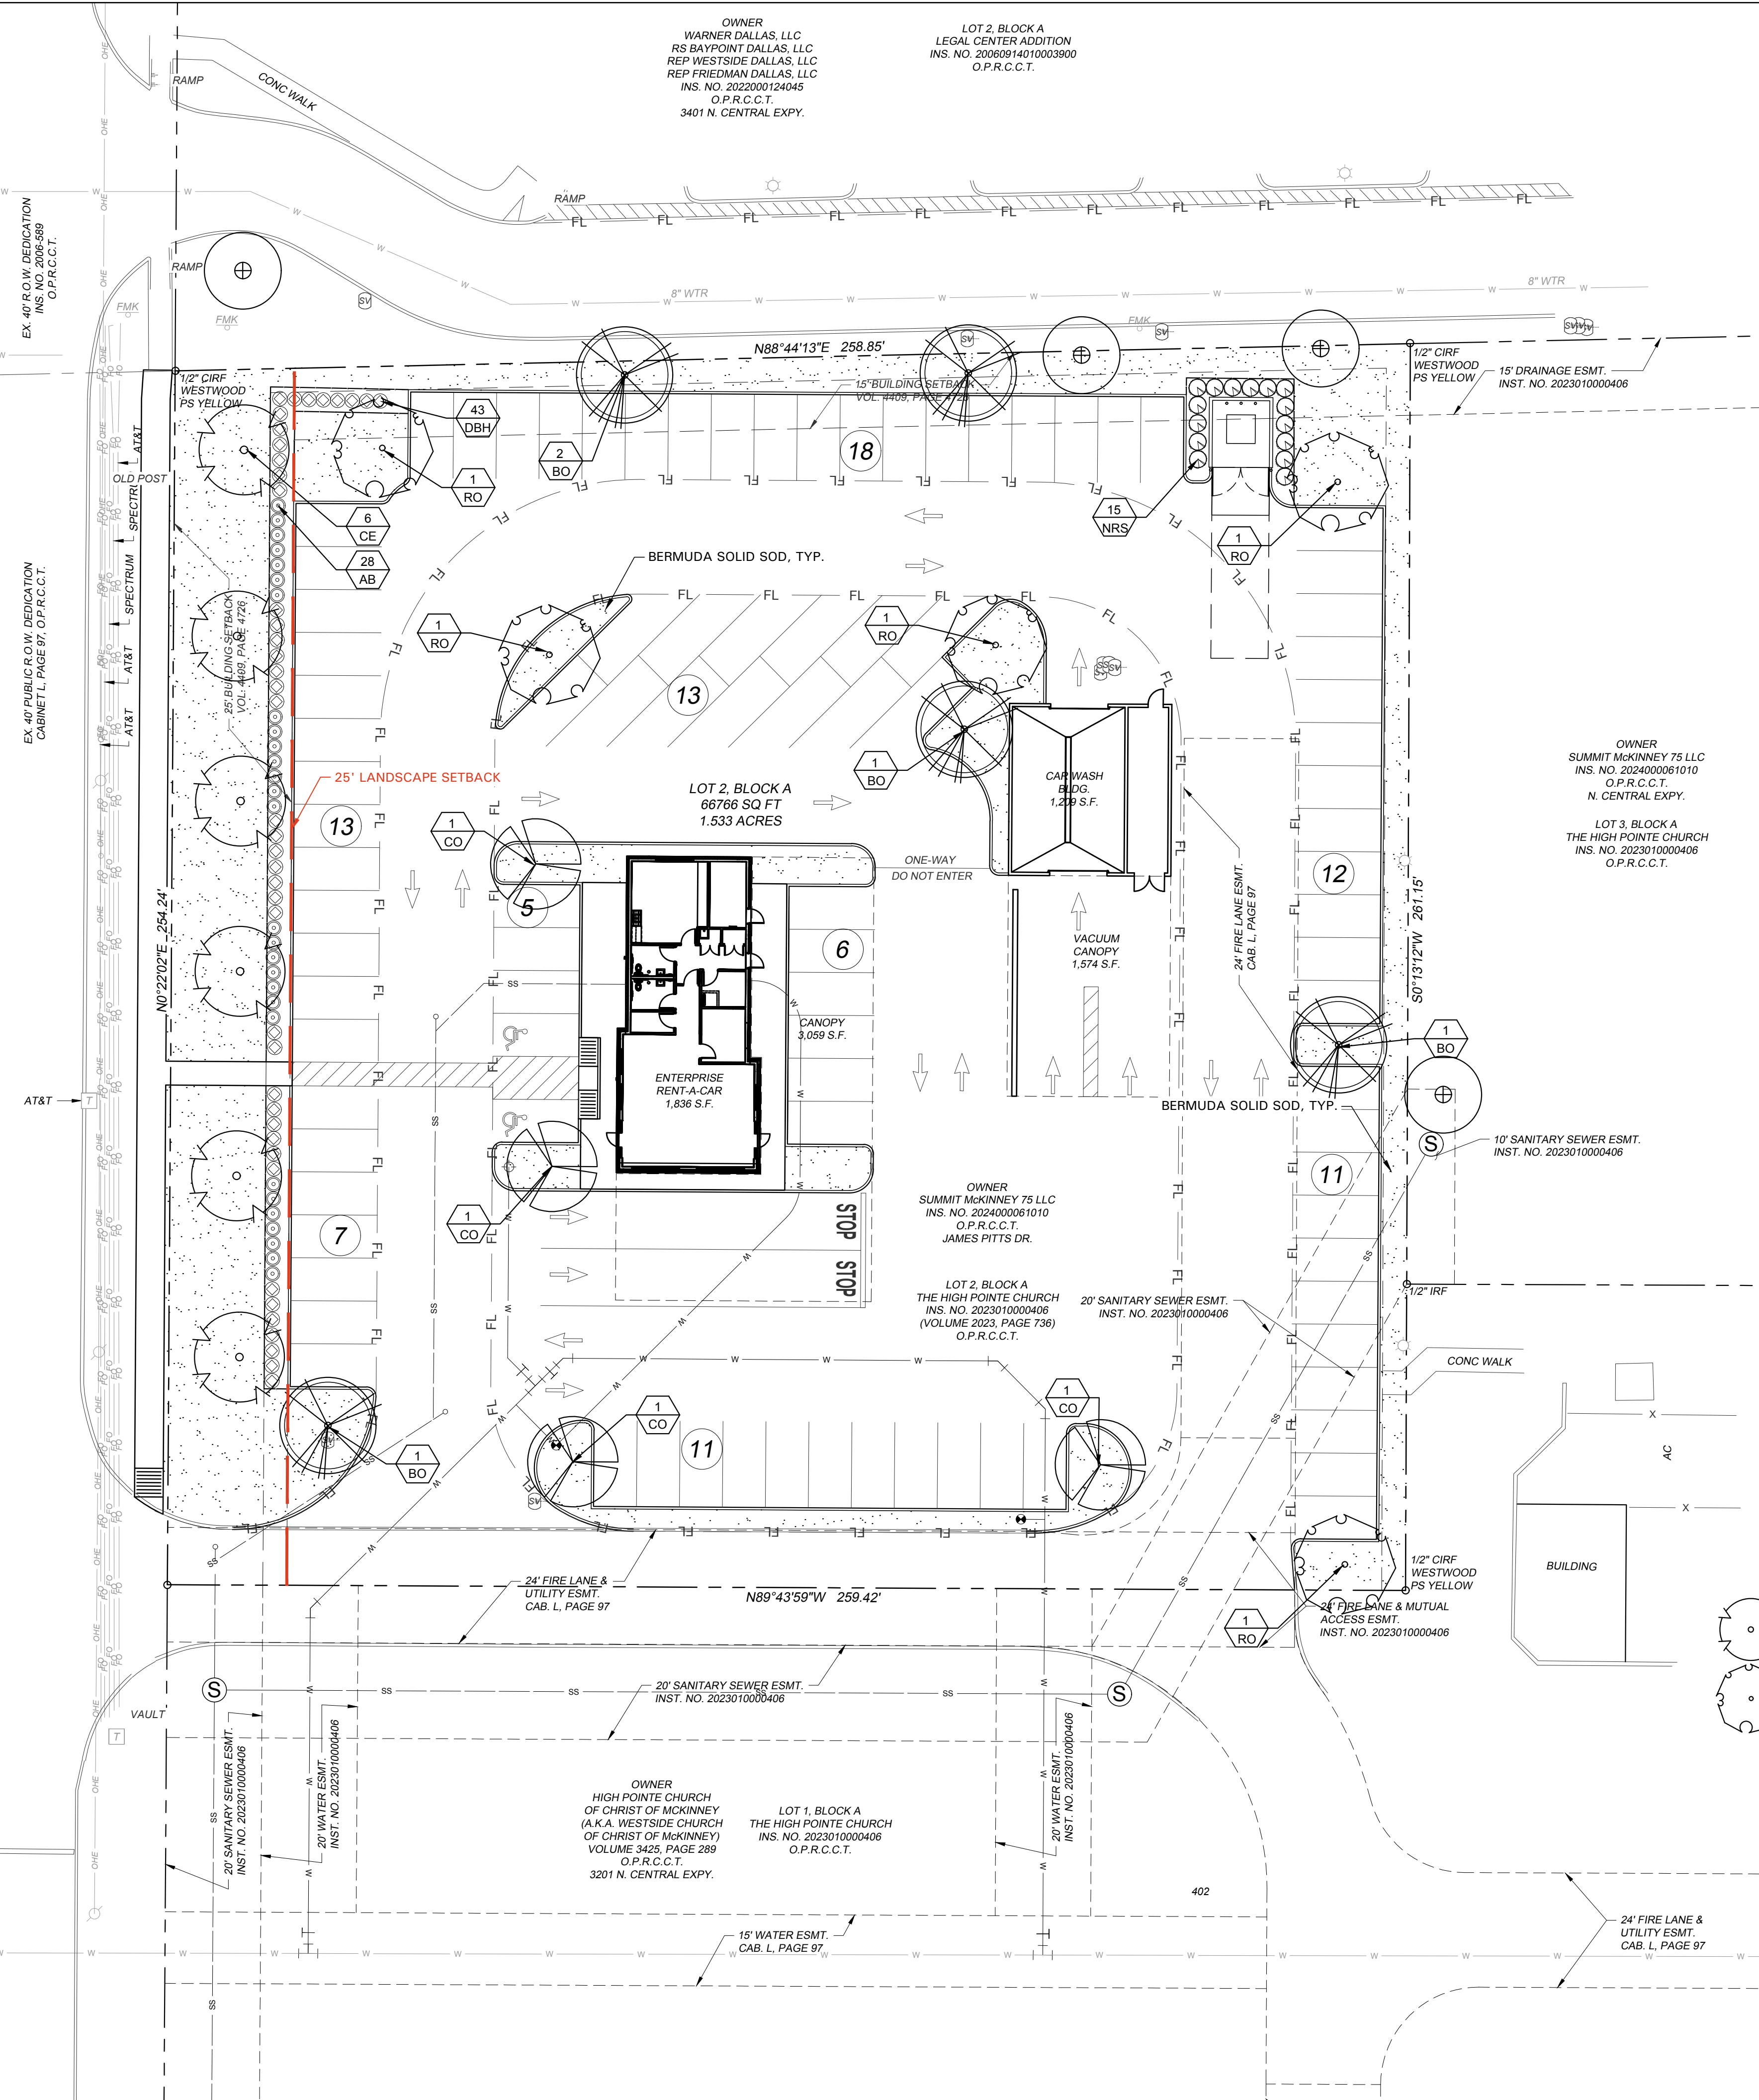 OWNER
WARNER DALLAS, LLC
RS BAYPOINT DALLAS, LLC
REP WESTSIDE DALLAS, LLC
REP FRIEDMAN DALLAS, LLC
INS. NO. 2022000124045
O.P.R.C.C.T.
3401 N. CENTRAL EXPY.
LOT 2, BLOCK A
LEGAL CENTER ADDITION
INS. NO. 20060914010003900
O.P.R.C.C.T.
RAMP
CONC WALK
RAMP
RAMP
EX. 40' R.O.W. DEDICATION
INS. NO. 2006-589
O.P.R.C.C.T.
FMK
FMK
FMK
SV
8" WTR
8" WTR
N88°44'13"E 258.85'
1/2" CIRF
WESTWOOD
PS YELLOW
1/2" CIRF
WESTWOOD
PS YELLOW
15' DRAINAGE ESMT.
INST. NO. 2023010000406
15' BUILDING SETBACK
VOL. 4409, PAGE 4726
43
DBH
2
BO
18
1
RO
6
CE
28
AB
15
NRS
1
RO
OLD POST
AT&T
SPECTRUM
AT&T
SPECTRUM
AT&T
AT&T
EX. 40' PUBLIC R.O.W. DEDICATION
CABINET L, PAGE 97, O.P.R.C.C.T.
25' BUILDING SETBACK
VOL. 4409, PAGE 4726
BERMUDA SOLID SOD, TYP.
1
RO
1
RO
13
1
BO
25' LANDSCAPE SETBACK
13
LOT 2, BLOCK A
66766 SQ FT
1.533 ACRES
CAR WASH
BLDG.
1,209 S.F.
OWNER
SUMMIT McKINNEY 75 LLC
INS. NO. 2024000061010
O.P.R.C.C.T.
N. CENTRAL EXPY.
LOT 3, BLOCK A
THE HIGH POINTE CHURCH
INS. NO. 2023010000406
O.P.R.C.C.T.
1
CO
5
ONE-WAY
DO NOT ENTER
6
12
N0°22'02"E 254.24'
S0°13'12"W 261.15'
24' FIRE LANE ESMT.
CAB. L, PAGE 97
VACUUM
CANOPY
1,574 S.F.
CANOPY
3,059 S.F.
ENTERPRISE
RENT-A-CAR
1,836 S.F.
1
BO
AT&T
T
BERMUDA SOLID SOD, TYP.
S
10' SANITARY SEWER ESMT.
INST. NO. 2023010000406
11
OWNER
SUMMIT McKINNEY 75 LLC
INS. NO. 2024000061010
O.P.R.C.C.T.
JAMES PITTS DR.
1
CO
7
STOP
STOP
LOT 2, BLOCK A
THE HIGH POINTE CHURCH
INS. NO. 2023010000406
(VOLUME 2023, PAGE 736)
O.P.R.C.C.T.
20' SANITARY SEWER ESMT.
INST. NO. 2023010000406
1/2" IRF
CONC WALK
1
CO
1
CO
11
1
BO
AC
BUILDING
1/2" CIRF
WESTWOOD
PS YELLOW
24' FIRE LANE &
UTILITY ESMT.
CAB. L, PAGE 97
N89°43'59"W 259.42'
24' FIRE LANE & MUTUAL
ACCESS ESMT.
INST. NO. 2023010000406
1
RO
S
S
20' SANITARY SEWER ESMT.
INST. NO. 2023010000406
VAULT
T
20' SANITARY SEWER ESMT.
INST. NO. 2023010000406
20' WATER ESMT.
INST. NO. 2023010000406
20' WATER ESMT.
INST. NO. 2023010000406
OWNER
HIGH POINTE CHURCH
OF CHRIST OF MCKINNEY
(A.K.A. WESTSIDE CHURCH
OF CHRIST OF McKINNEY)
VOLUME 3425, PAGE 289
O.P.R.C.C.T.
3201 N. CENTRAL EXPY.
LOT 1, BLOCK A
THE HIGH POINTE CHURCH
INS. NO. 2023010000406
O.P.R.C.C.T.
402
15' WATER ESMT.
CAB. L, PAGE 97
24' FIRE LANE &
UTILITY ESMT.
CAB. L, PAGE 97